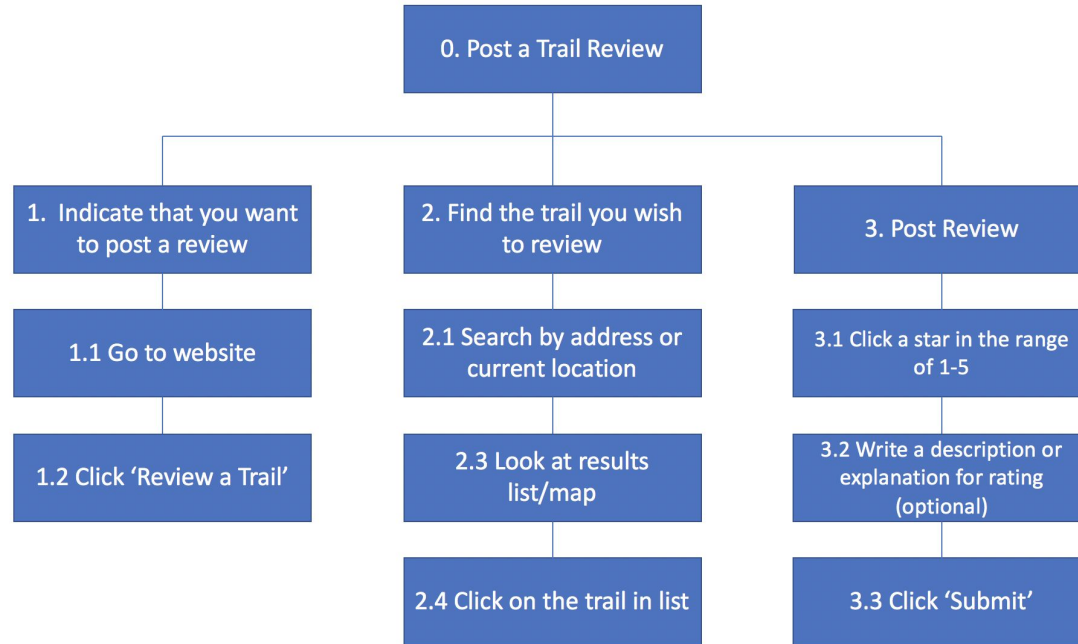 0. Post a Trail Review
1. Indicate that you want
to post a review
2. Find the trail you wish
to review
3. Post Review
1.1 Go to website
2.1 Search by address or
current location
3.1 Click a star in the range
of 1-5
1.2 Click ‘Review a Trail’
2.3 Look at results
list/map
3.2 Write a description or
explanation for rating
(optional)
2.4 Click on the trail in list
3.3 Click ‘Submit’